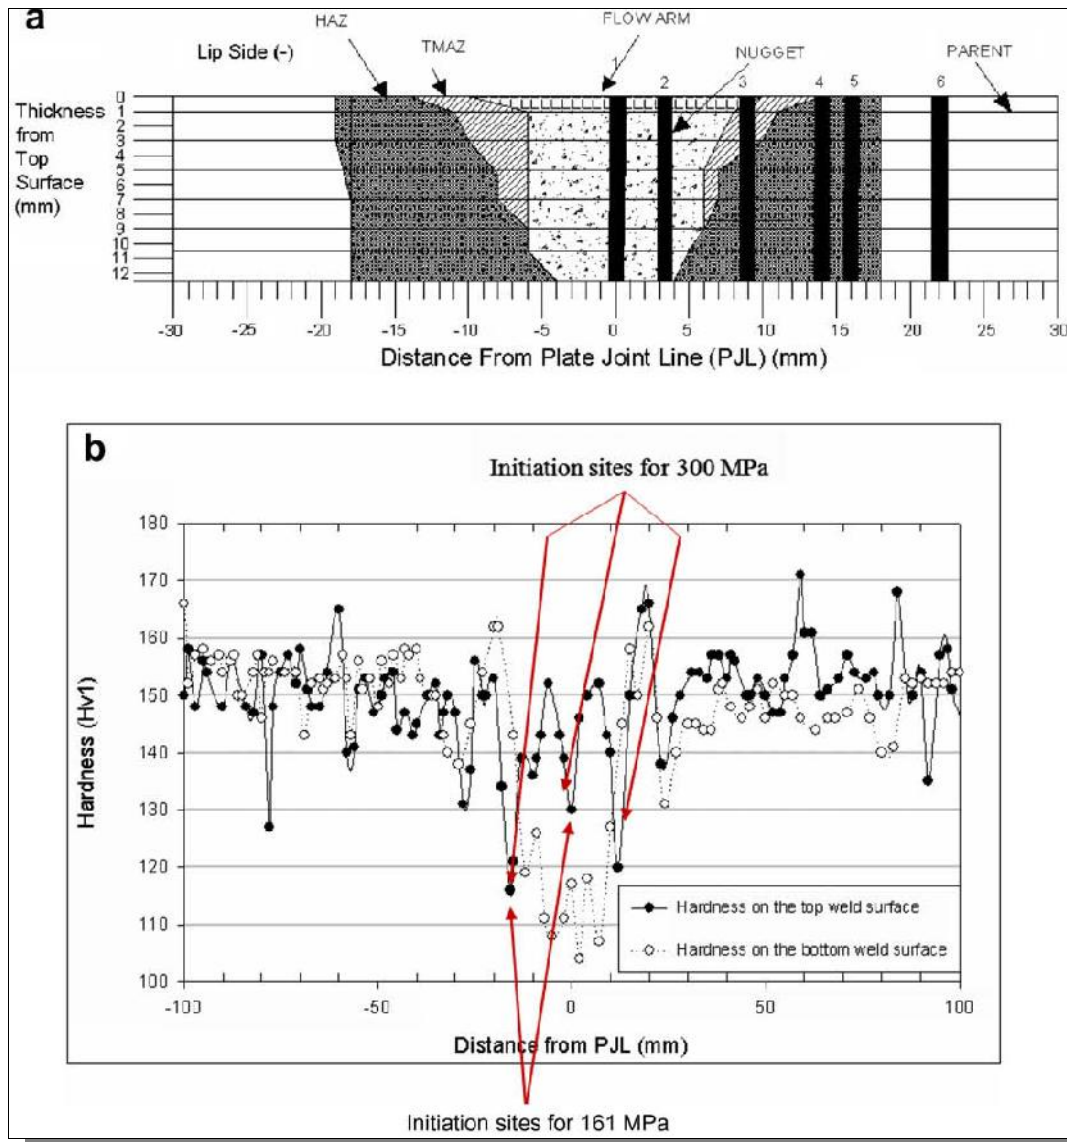 a
HAZ
FLOW ARM
Lip Side (-)
TMAZ
NUGGET
PARENT
1
2
3
4
5
6
Thickness
from
Top
Surface
(mm)
0
1
2
3
4
5
6
7
8
9
10
11
12
-30 -25 -20 -15 -10 -5 0 5 10 15 20 25 30
Distance From Plate Joint Line (PJL) (mm)
b
Initiation sites for 300 MPa
Hardness (Hv1)
180
170
160
150
140
130
120
110
100
Hardness on the top weld surface
Hardness on the bottom weld surface
-100 -50 0 50 100
Distance from PJL (mm)
Initiation sites for 161 MPa